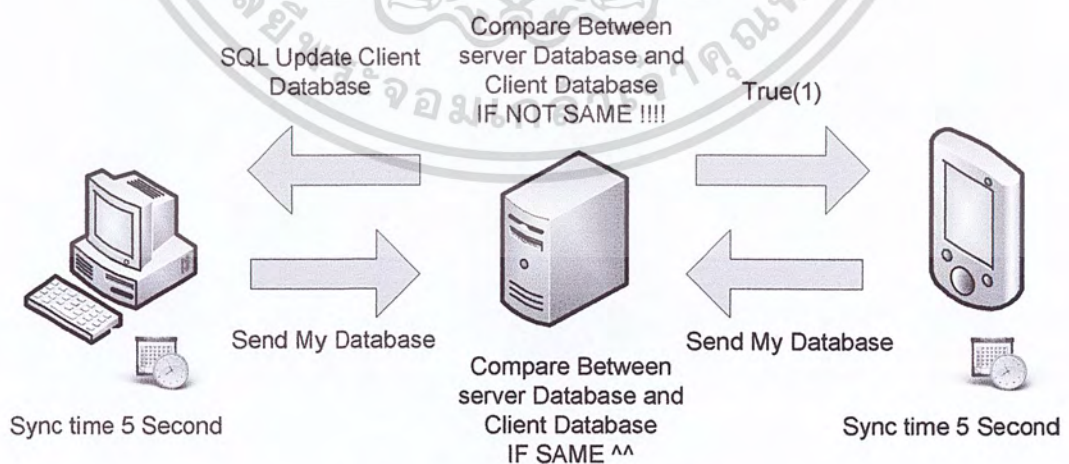 SQL Update Client
Database
Compare Between
server Database and
Client Database
IF NOT SAME !!!!
True(1)
Send My Database
Send My Database
Compare Between
server Database and
Client Database
IF SAME ^^
Sync time 5 Second
Sync time 5 Second